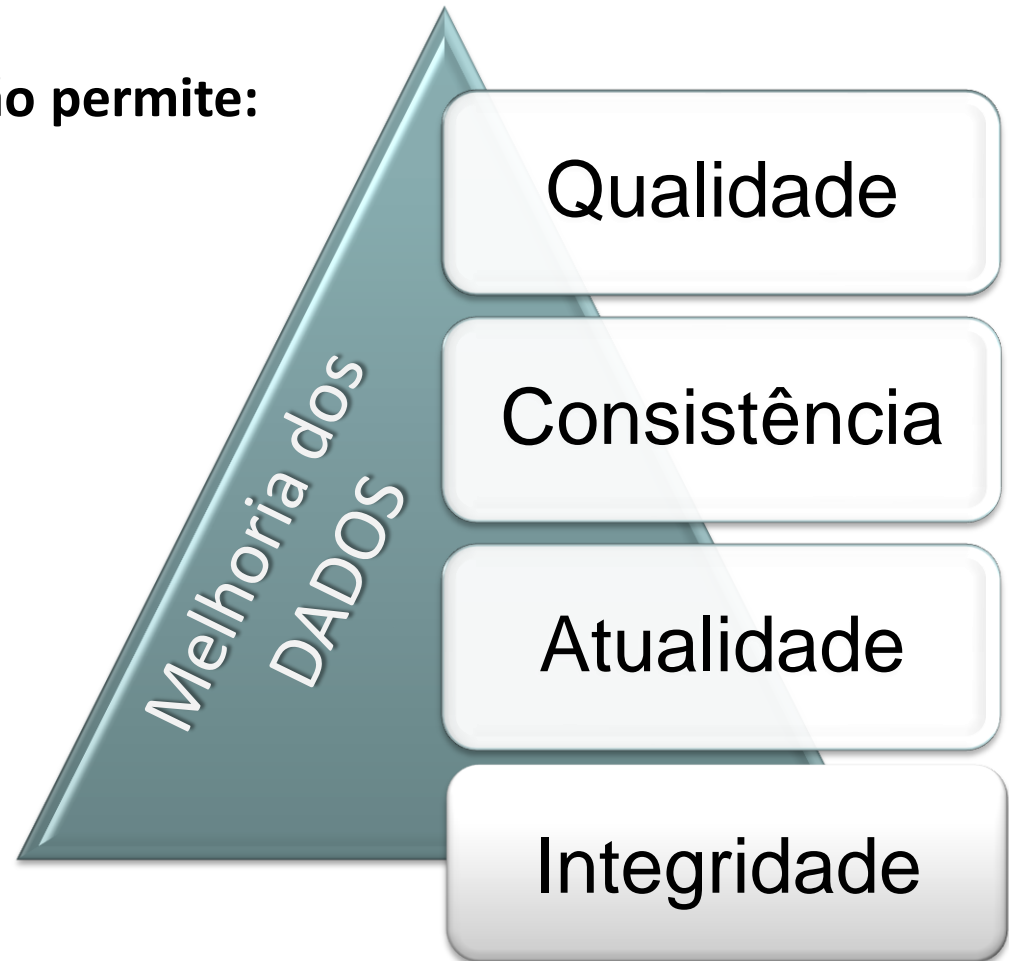 permite:
Qualidade
Consistência
Atualidade
Integridade
Melhoria dos
DADOS